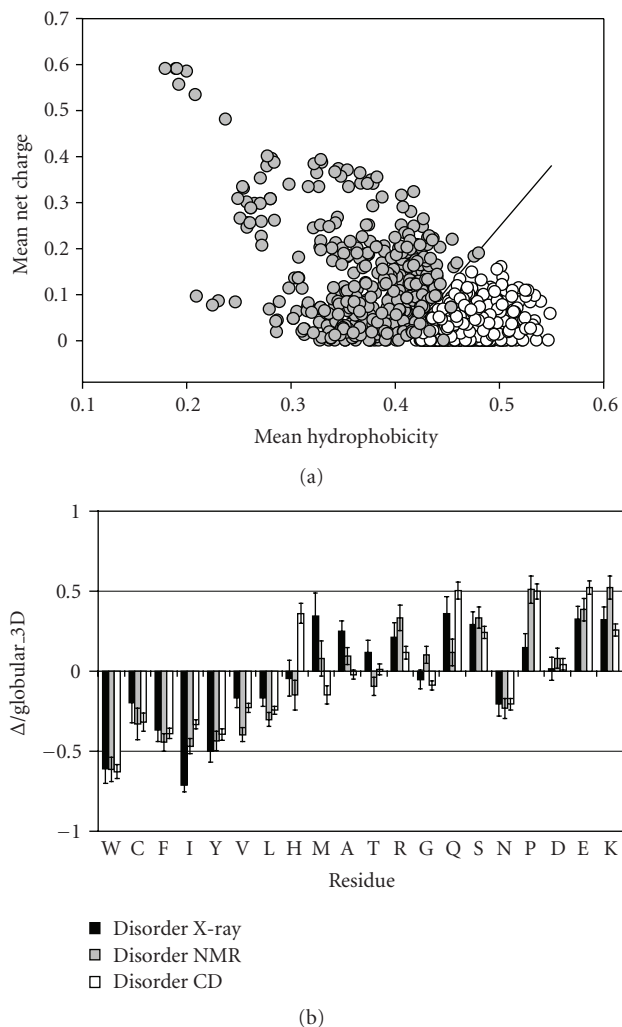 0.7
0.6
0.5
0.4
0.3
0.2
0.1
0
Mean net charge
0.1 0.2 0.3 0.4 0.5 0.6
Mean hydrophobicity
(a)
1
0.5
0
−0.5
−1
Δ/globular_3D
W C F I Y V L H M A T R G Q S N P D E K
Residue
Disorder X-ray
Disorder NMR
Disorder CD
(b)